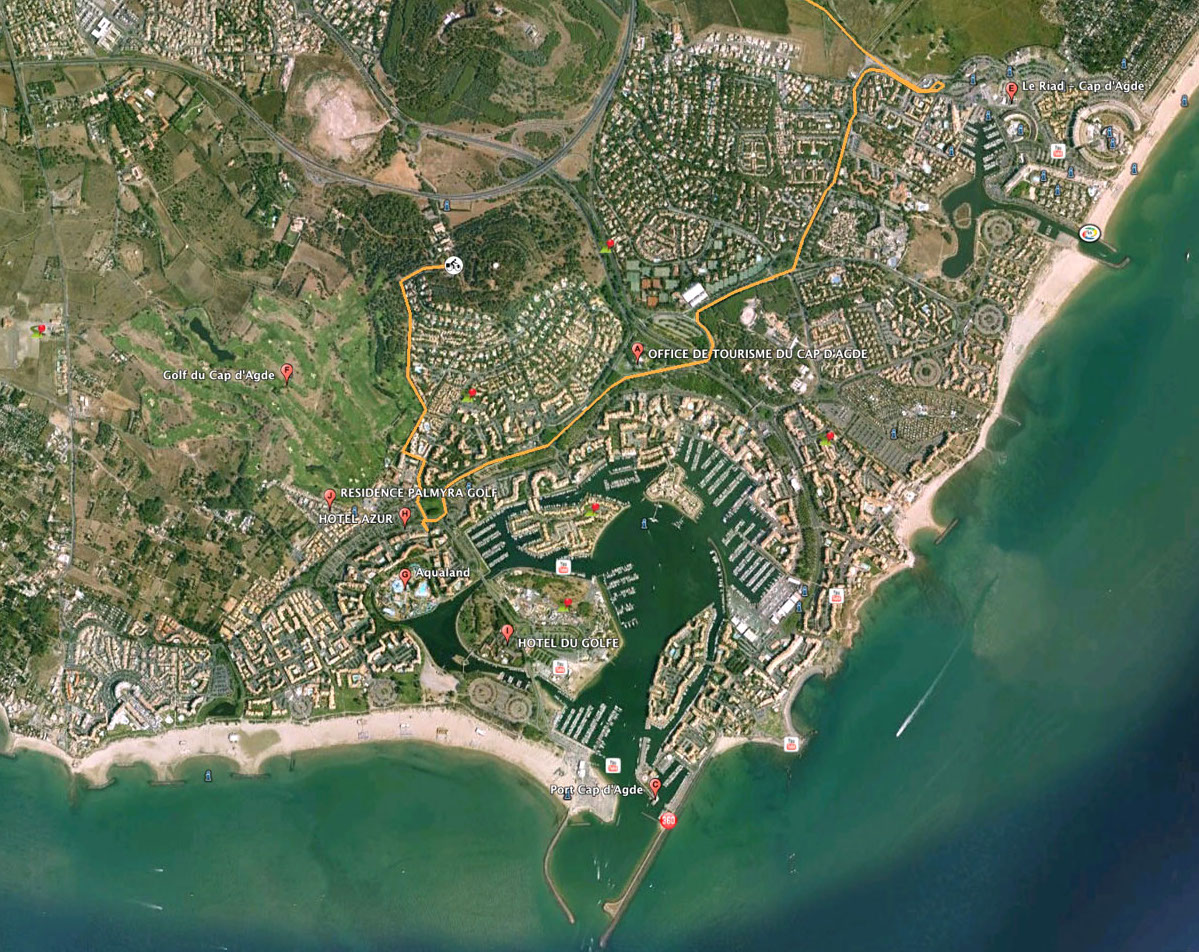 E Le Riad - Cap d'Agde
A OFFICE DE TOURISME DU CAP D'AGDE
Golf du Cap d'Agde F
J RESIDENCE PALMYRA GOLF
HOTEL AZUR H
G Aqualand
I HOTEL DU GOLFE
Port Cap d'Agde C
360